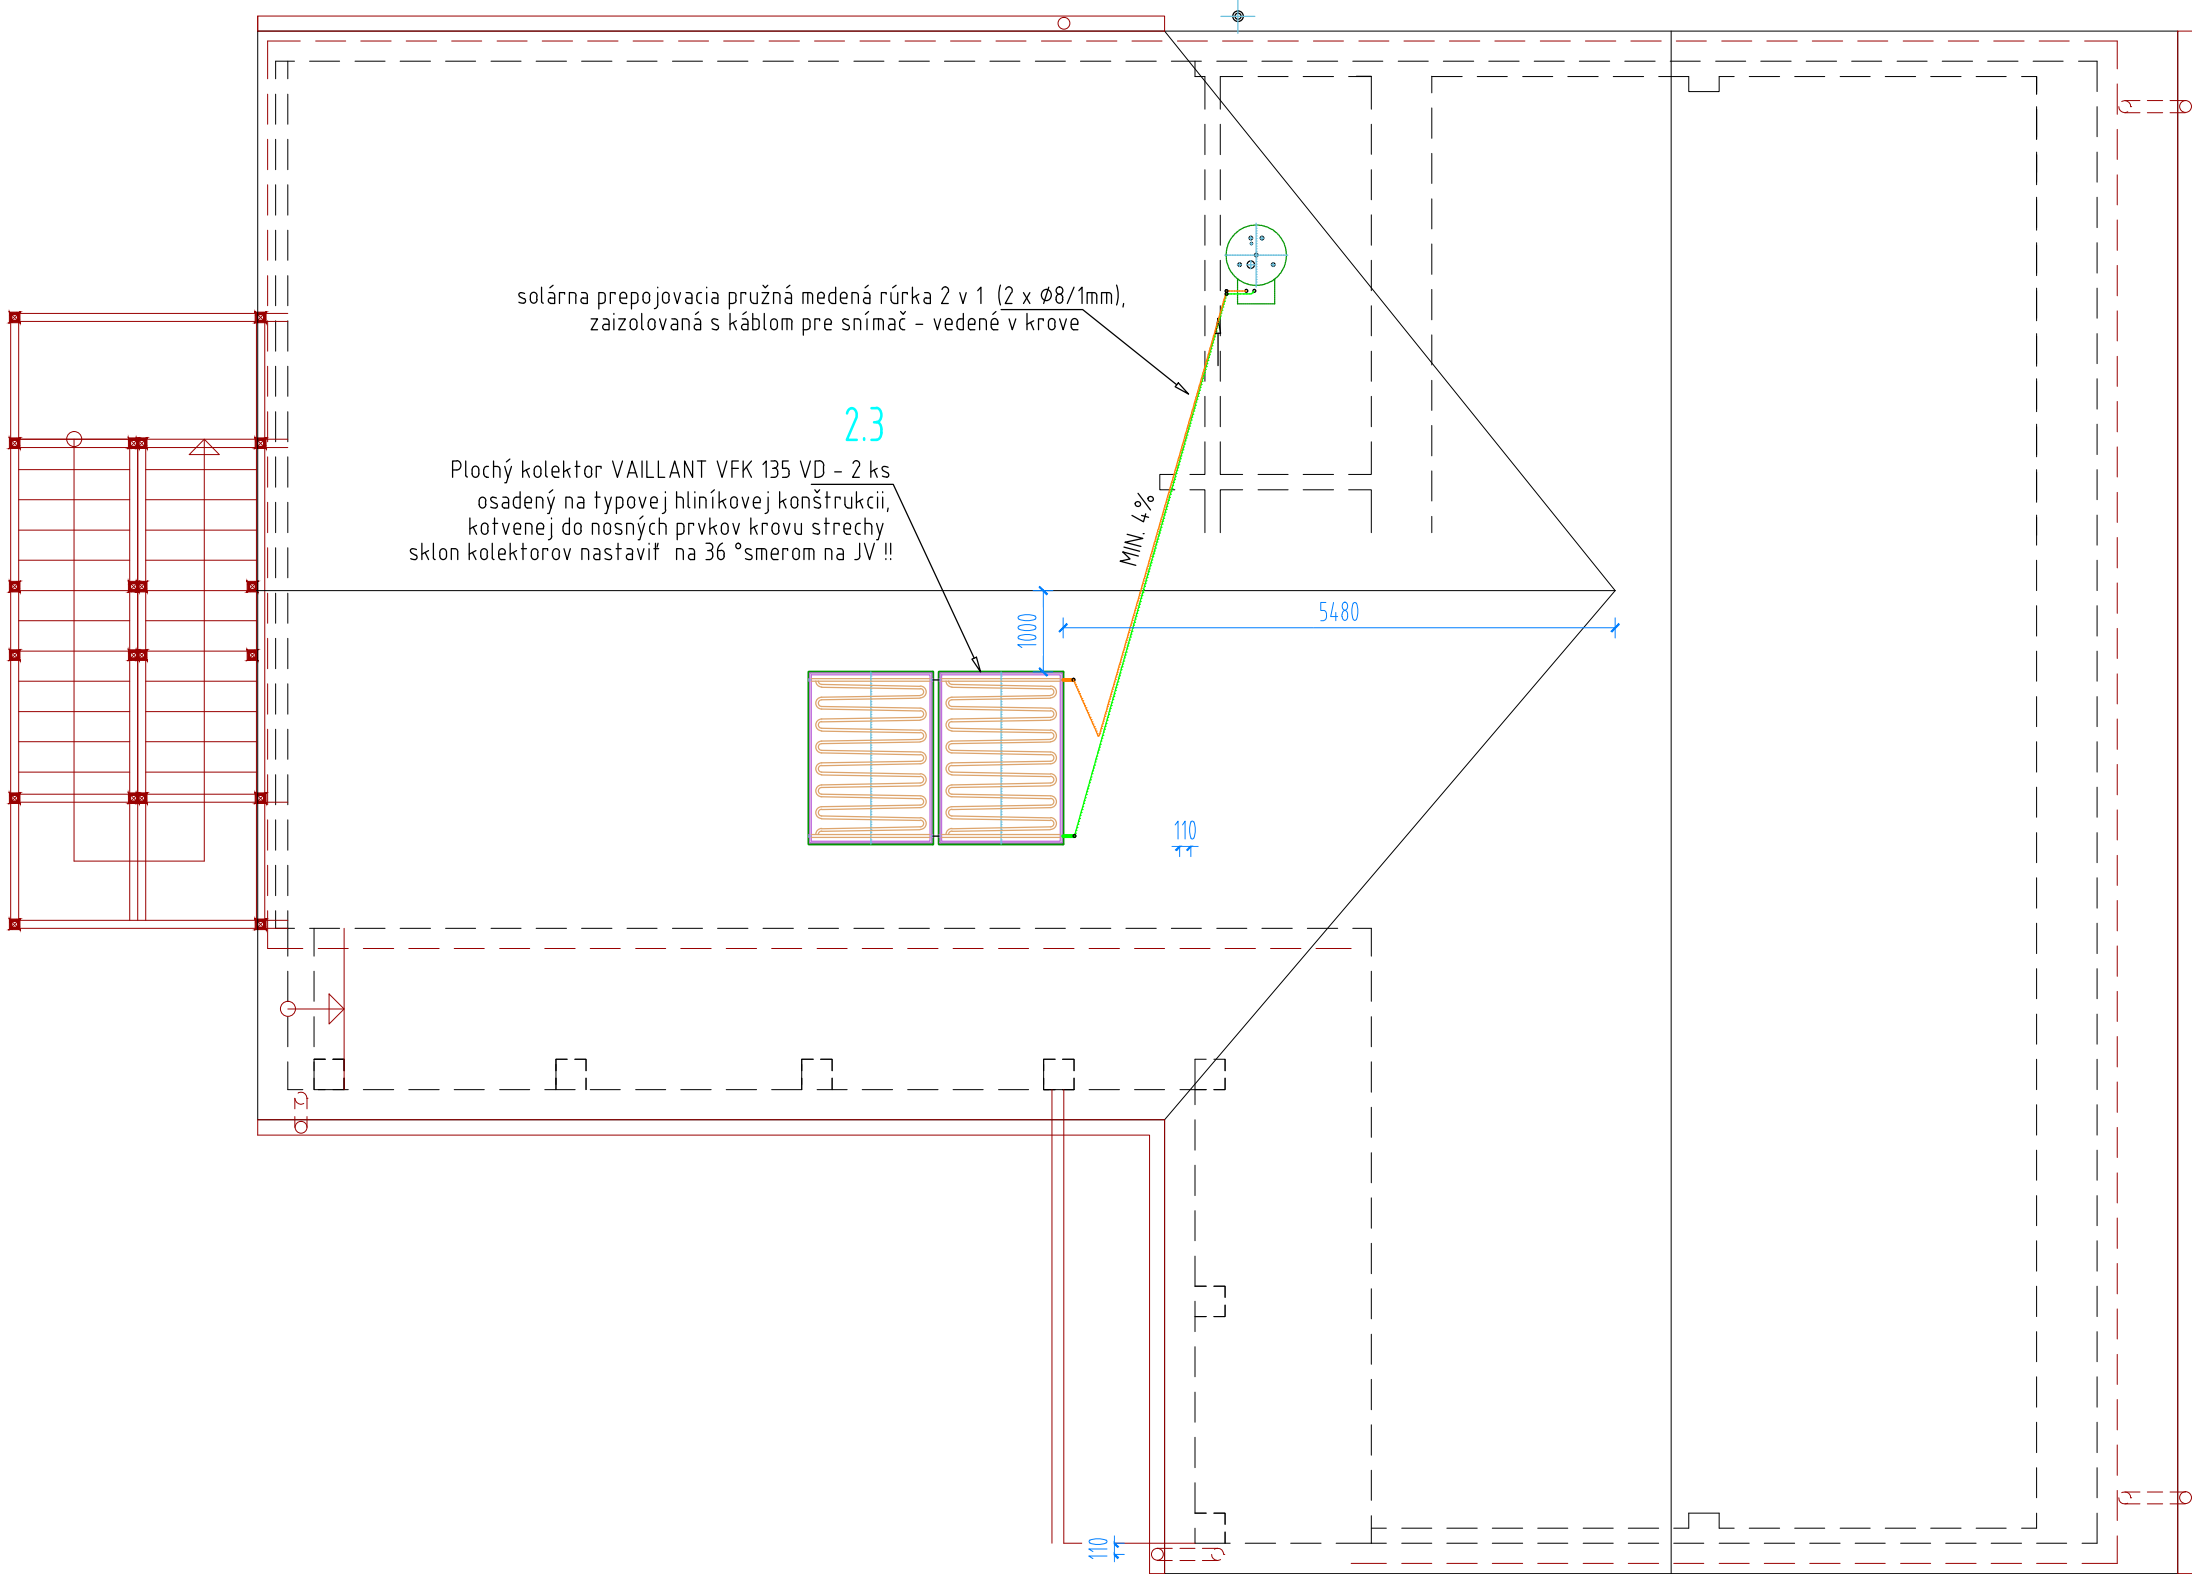 solárna prepojovacia pružná medená rúrka 2 v 1 (2 x Ø8/1mm),
zaizolovaná s káblom pre snímač - vedené v krove
2.3
Plochý kolektor VAILLANT VFK 135 VD - 2 ks
osadený na typovej hliníkovej konštrukcii,
kotvenej do nosných prvkov krovu strechy
sklon kolektorov nastaviť na 36 °smerom na JV !!
MIN. 4%
1000
5480
110
110